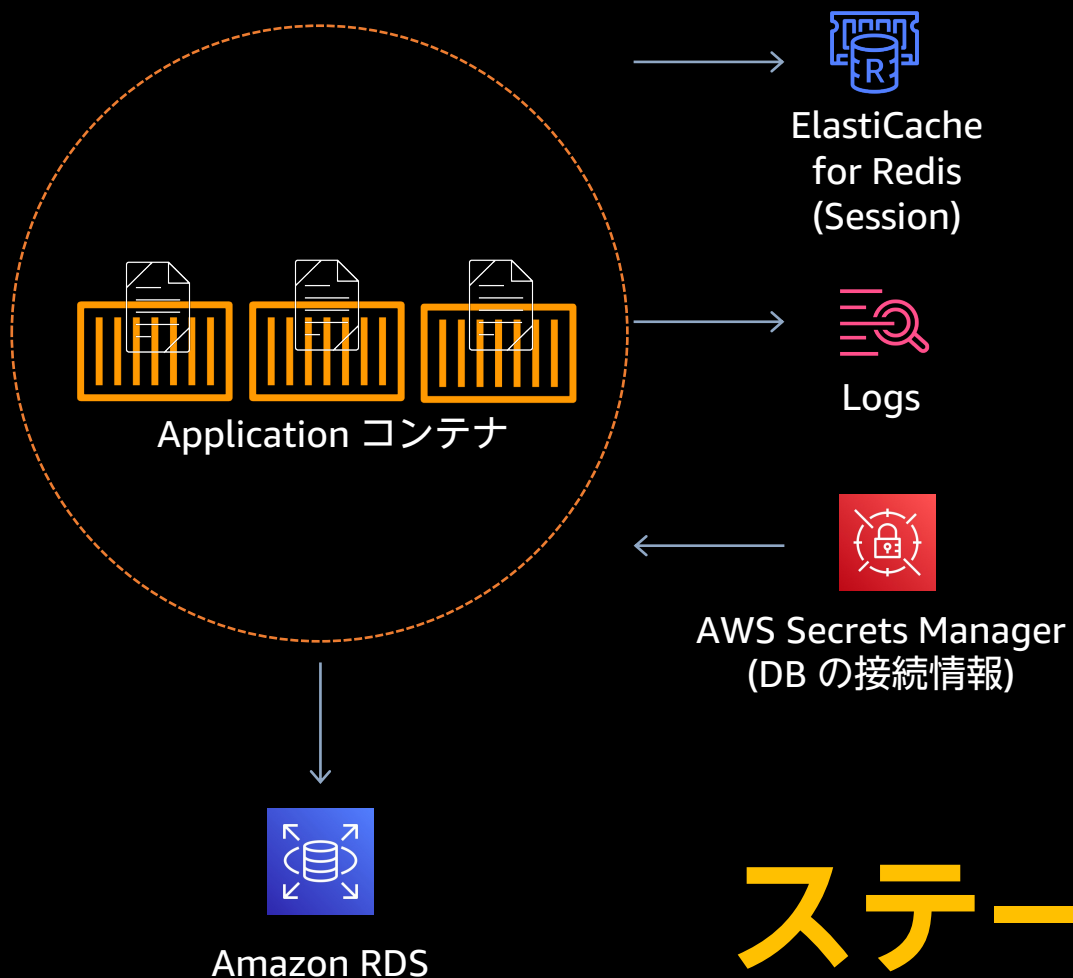 R
ElastiCache
for Redis
(Session)
Logs
Application コンテナ
AWS Secrets Manager
(DB の接続情報)
Amazon RDS
ステー